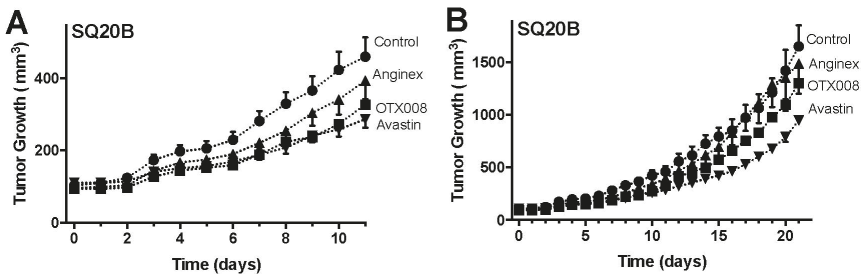 A
SQ20B
Tumor Growth ( mm³)
400
200
0
0 2 4 6 8 10
Time (days)
Control
Anginex
OTX008
Avastin
B
SQ20B
Tumor Growth ( mm³)
1500
1000
500
0
0 5 10 15 20
Time (days)
Control
Anginex
OTX008
Avastin